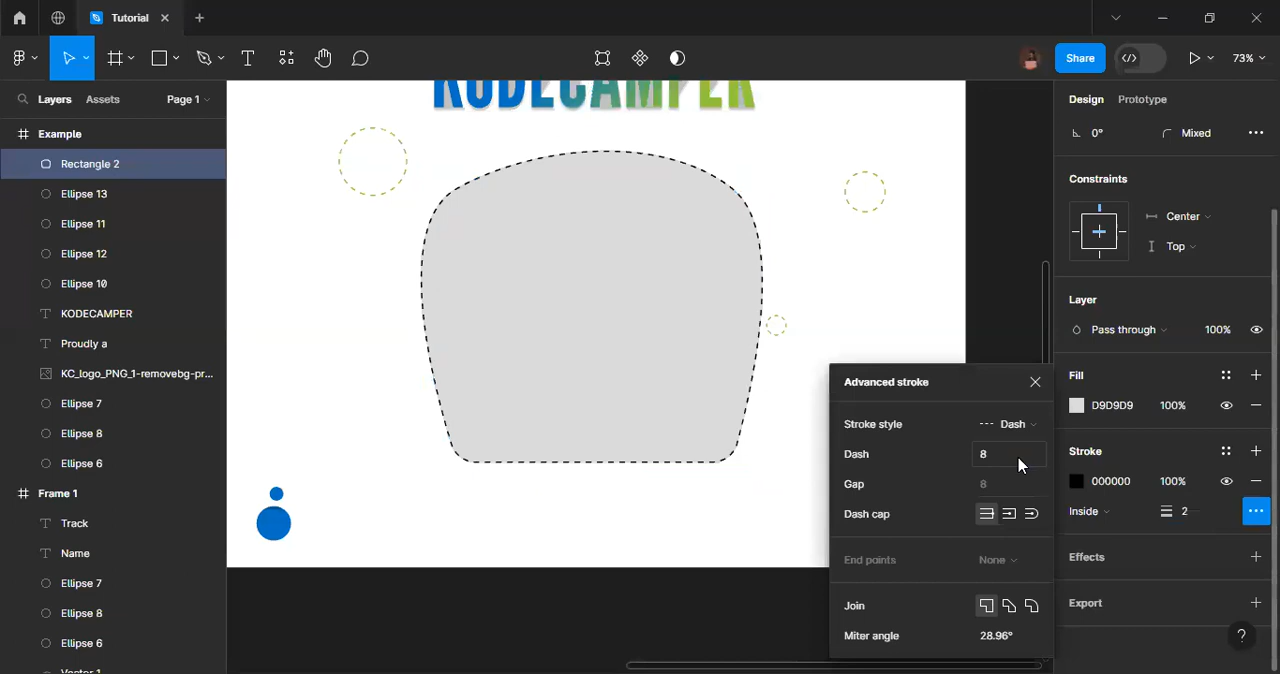 Tutorial
Share
73%
Layers
Assets
Page 1
Example
Rectangle 2
Ellipse 13
Ellipse 11
Ellipse 12
Ellipse 10
KODECAMPER
Proudly a
KC_logo_PNG_1-removebg-pr...
Ellipse 7
Ellipse 8
Ellipse 6
Frame 1
Track
Name
Ellipse 7
Ellipse 8
Ellipse 6
Vector 1
KODECAMPER
Advanced stroke
Stroke style
Dash
Dash
8
Gap
8
Dash cap
End points
None
Join
Miter angle
28.96°
Design
Prototype
0°
Mixed
Constraints
Center
Top
Layer
Pass through
100%
Fill
D9D9D9
100%
Stroke
000000
100%
Inside
2
Effects
Export
?